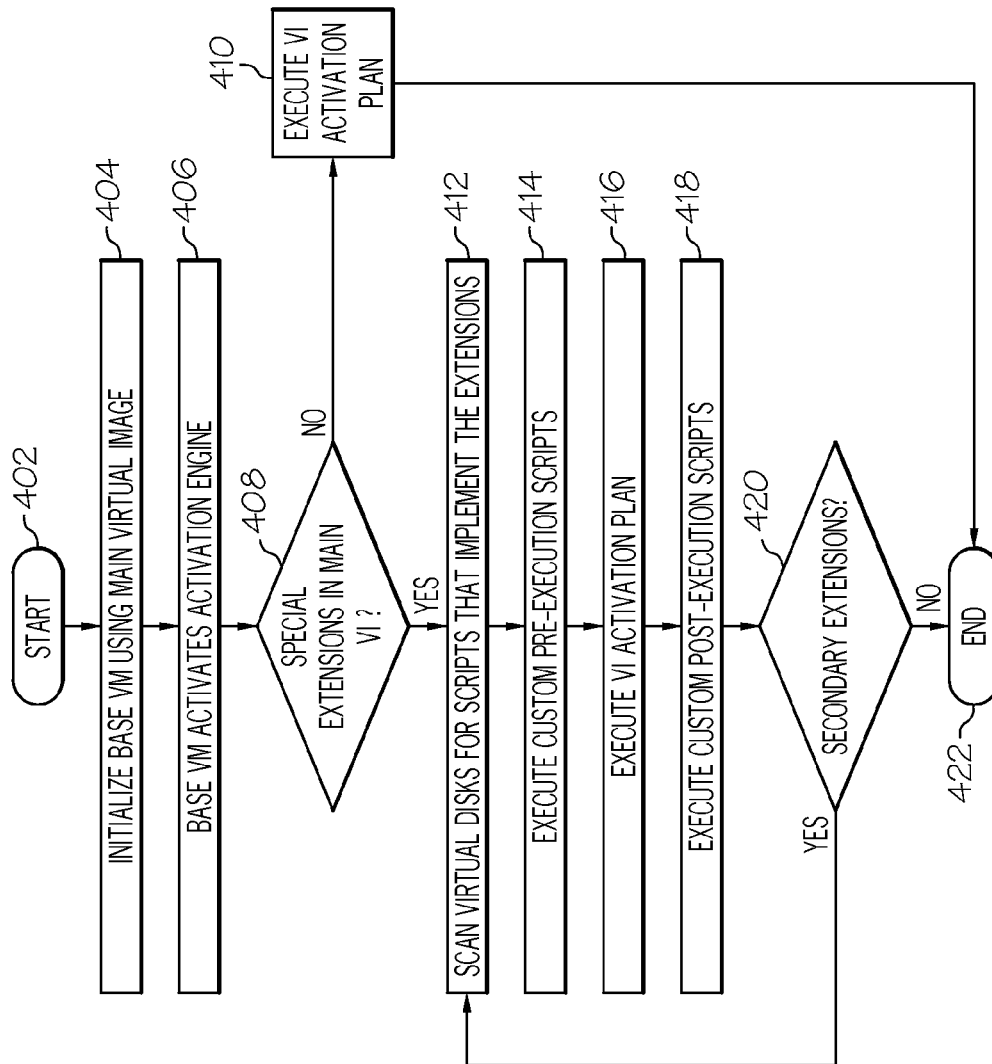 START
402
INITIALIZE BASE VM USING MAIN VIRTUAL IMAGE
404
BASE VM ACTIVATES ACTIVATION ENGINE
406
SPECIAL
EXTENSIONS IN MAIN
VI ?
408
NO
YES
EXECUTE VI
ACTIVATION
PLAN
410
SCAN VIRTUAL DISKS FOR SCRIPTS THAT IMPLEMENT THE EXTENSIONS
412
EXECUTE CUSTOM PRE-EXECUTION SCRIPTS
414
EXECUTE VI ACTIVATION PLAN
416
EXECUTE CUSTOM POST-EXECUTION SCRIPTS
418
SECONDARY EXTENSIONS?
420
YES
NO
END
422